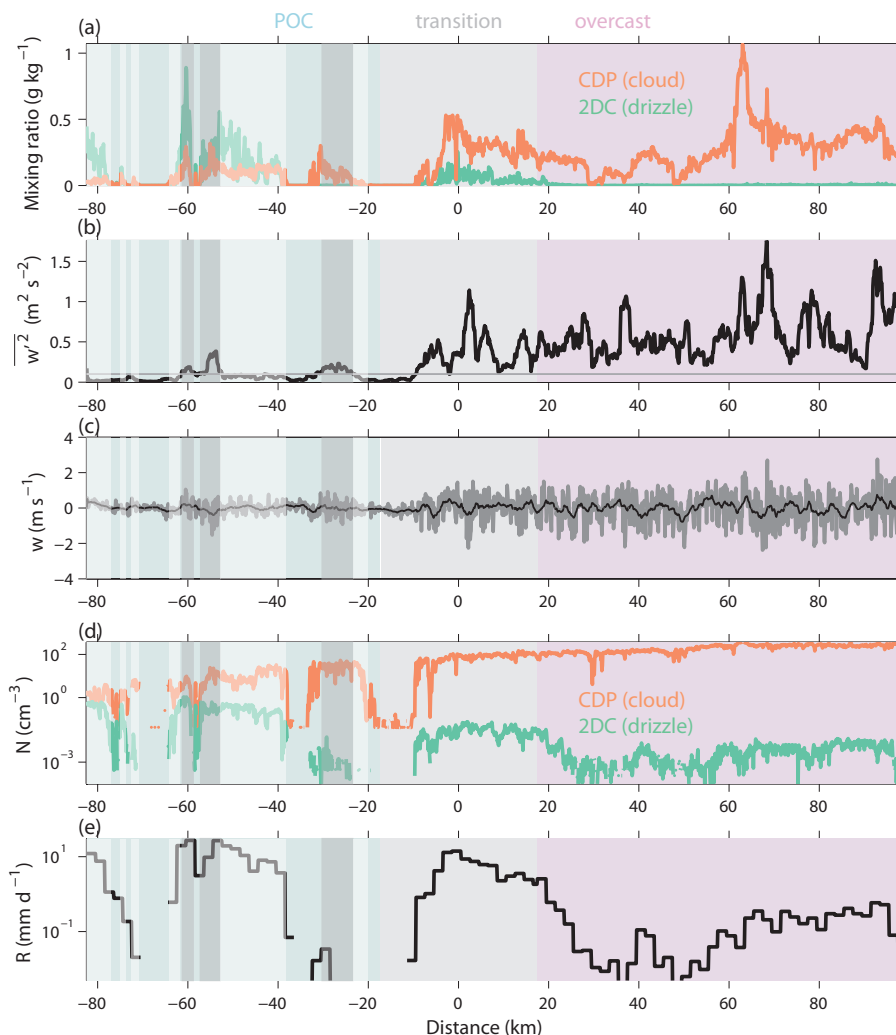 POC transition overcast
(a)
Mixing ratio (g kg⁻¹)
1
0.5
0
CDP (cloud)
2DC (drizzle)
−80 −60 −40 −20 0 20 40 60 80
(b)
w′² (m² s⁻²)
1.5
1
0.5
0
−80 −60 −40 −20 0 20 40 60 80
(c)
w (m s⁻¹)
4
2
0
−2
−4
−80 −60 −40 −20 0 20 40 60 80
(d)
N (cm⁻³)
10²
10⁰
10⁻³
CDP (cloud)
2DC (drizzle)
−80 −60 −40 −20 0 20 40 60 80
(e)
R (mm d⁻¹)
10¹
10⁻¹
−80 −60 −40 −20 0 20 40 60 80
Distance (km)